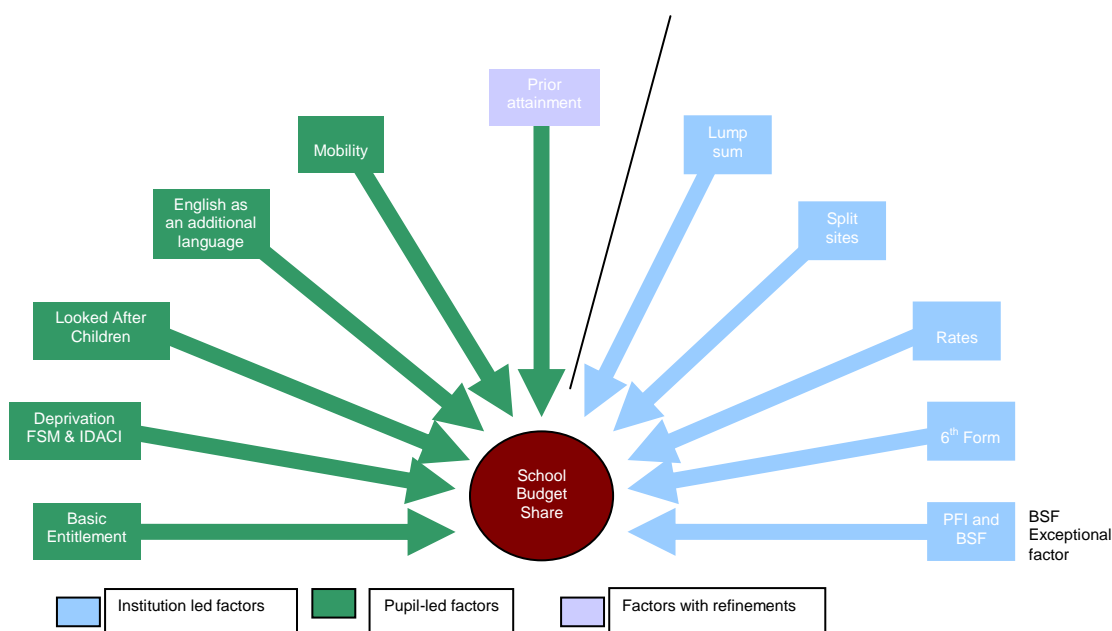 Prior
attainment
Mobility
Lump
sum
English as
an additional
language
Split
sites
Looked After
Children
Rates
Deprivation
FSM & IDACI
6th Form
School
Budget
Share
Basic
Entitlement
PFI and
BSF
BSF
Exceptional
factor
Institution led factors
Pupil-led factors
Factors with refinements